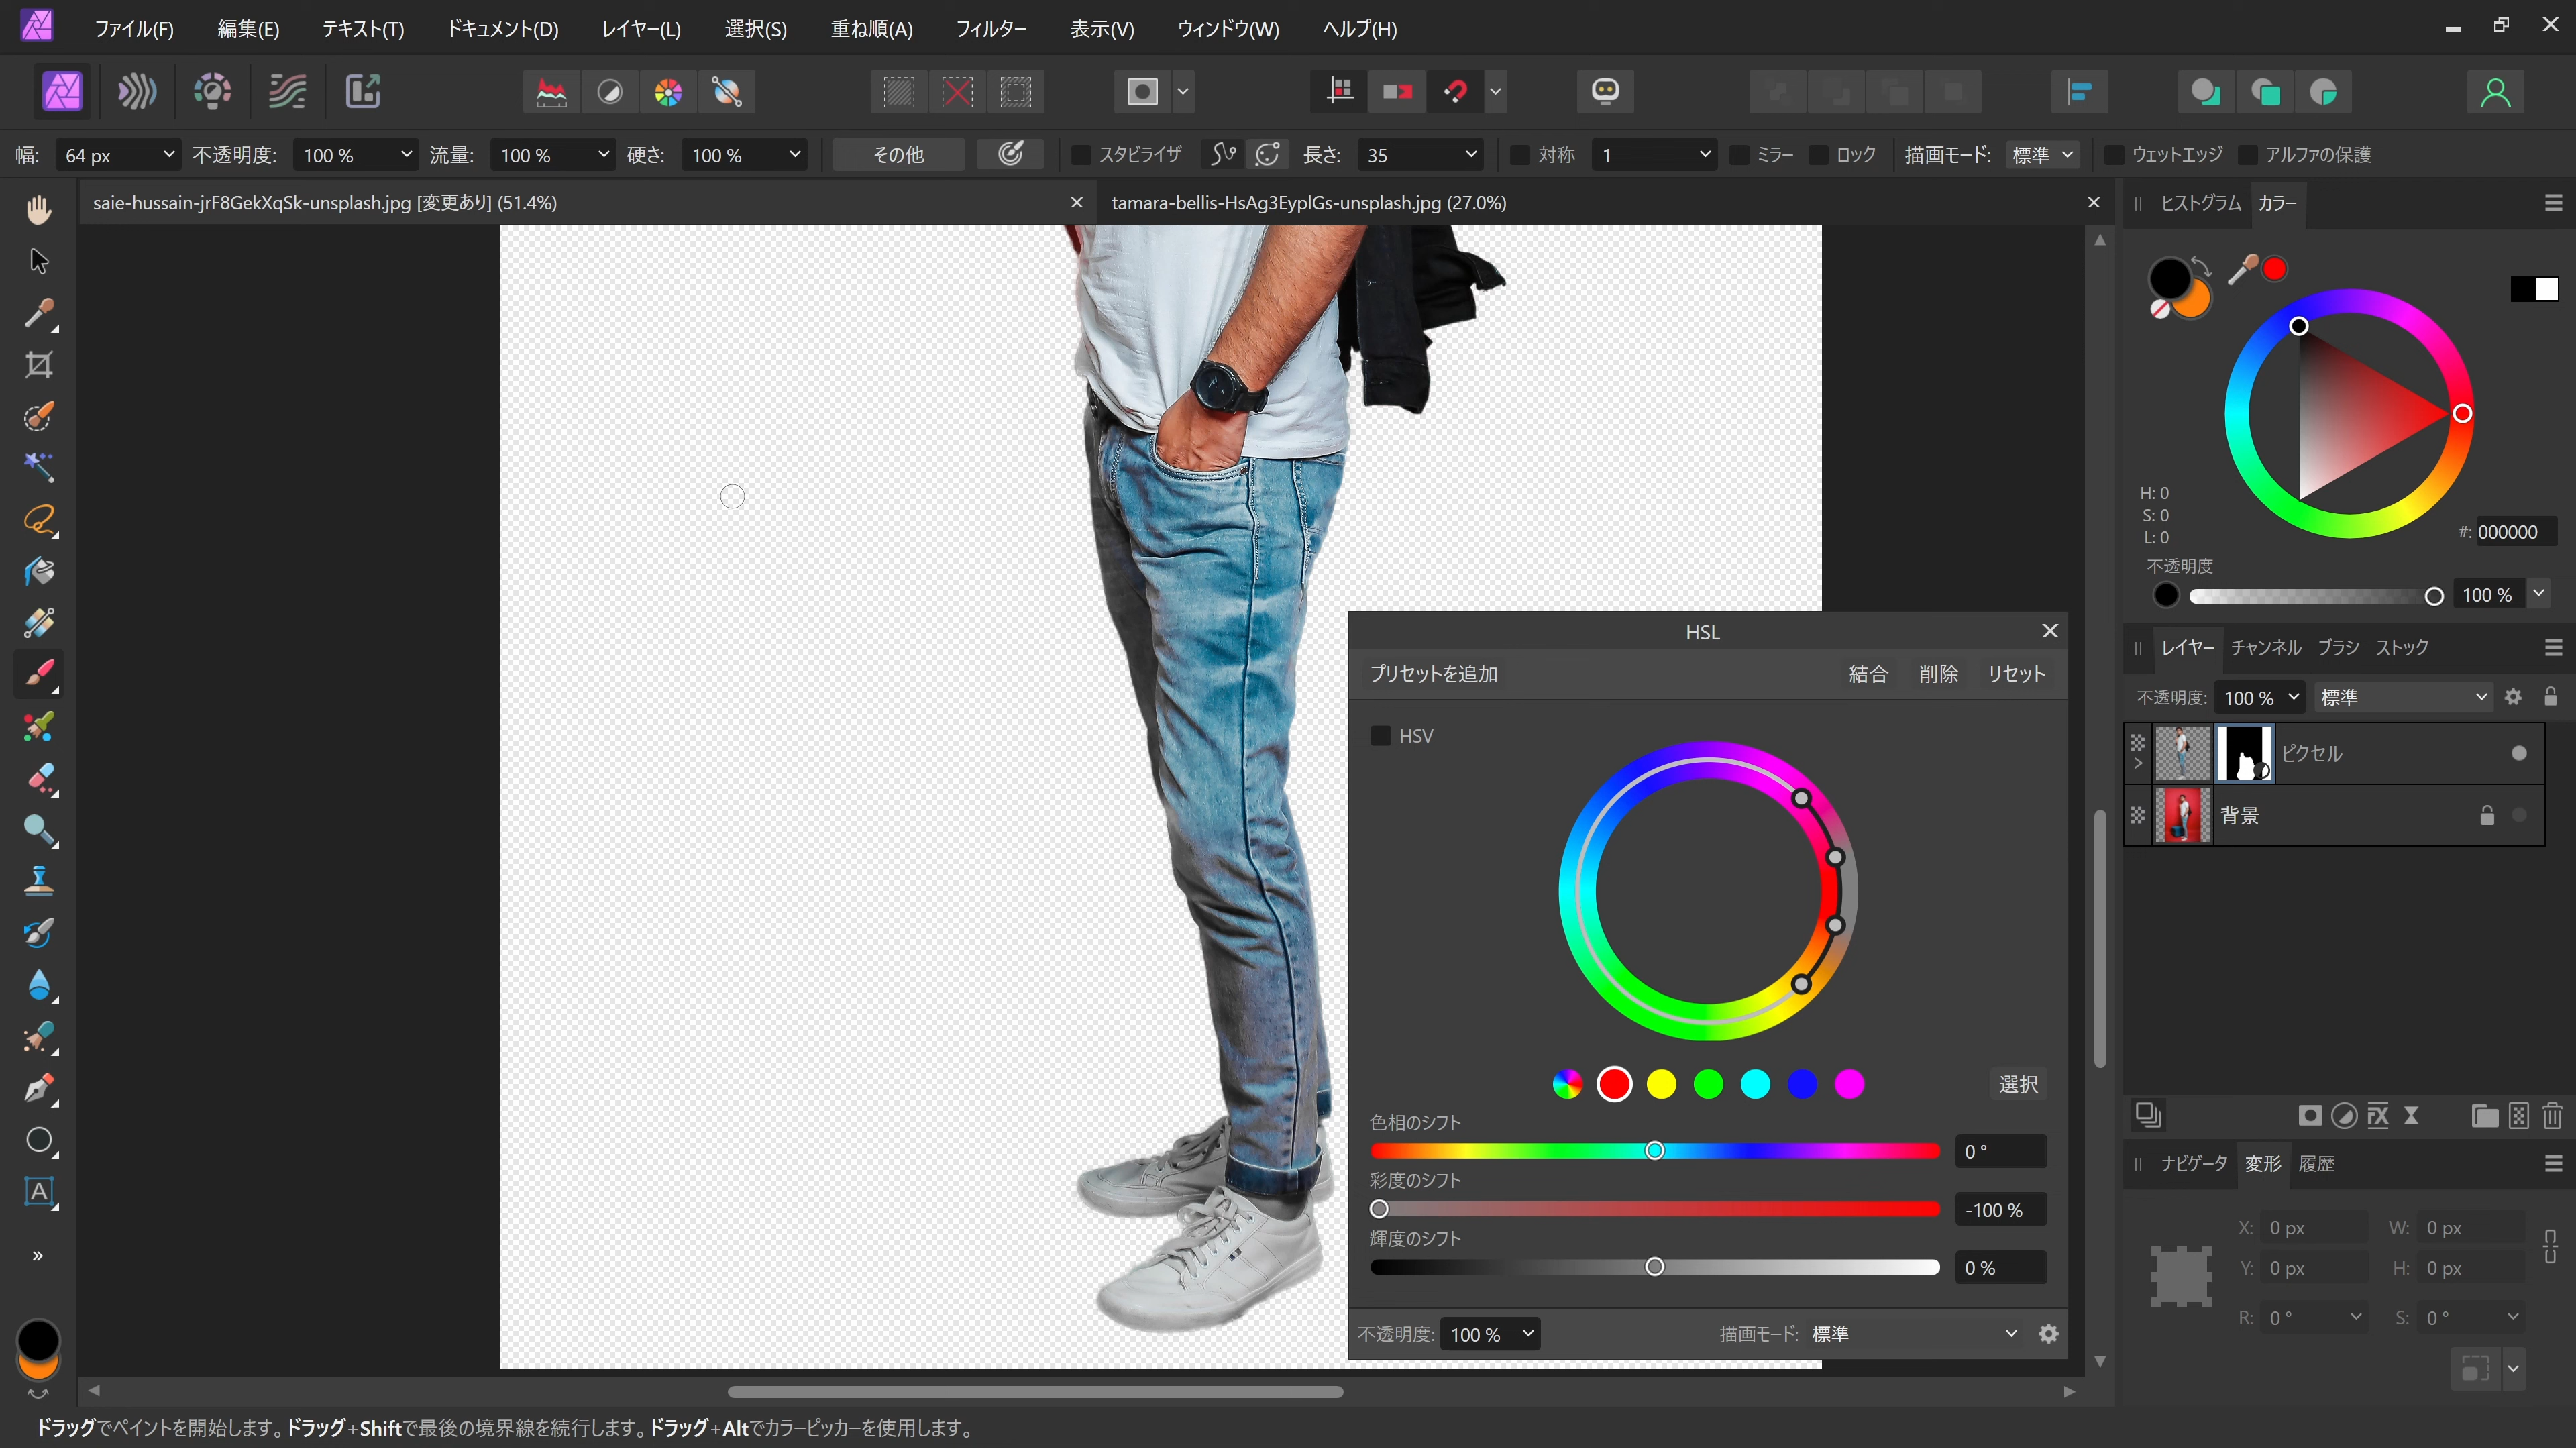 ファイル(F) 編集(E) テキスト(T) ドキュメント(D) レイヤー(L) 選択(S) 重ね順(A) フィルター 表示(V) ウィンドウ(W) ヘルプ(H)
幅: 64 px 不透明度: 100 % 流量: 100 % 硬さ: 100 % その他 スタビライザ 長さ: 35 対称 1 ミラー ロック 描画モード: 標準 ウェットエッジ アルファの保護
saie-hussain-jrF8GekXqSk-unsplash.jpg [変更あり] (51.4%) tamara-bellis-HsAg3EyplGs-unsplash.jpg (27.0%)
ヒストグラム カラー
H: 0
S: 0
L: 0
#: 000000
不透明度
100 %
レイヤー チャンネル ブラシ ストック
不透明度: 100 % 標準
ピクセル
背景
HSL
プリセットを追加 結合 削除 リセット
HSV
選択
色相のシフト
0 °
彩度のシフト
-100 %
輝度のシフト
0 %
不透明度: 100 % 描画モード: 標準
FX
ナビゲータ 変形 履歴
X: 0 px W: 0 px
Y: 0 px H: 0 px
R: 0 ° S: 0 °
A
ドラッグでペイントを開始します。ドラッグ+Shiftで最後の境界線を続行します。ドラッグ+Altでカラーピッカーを使用します。